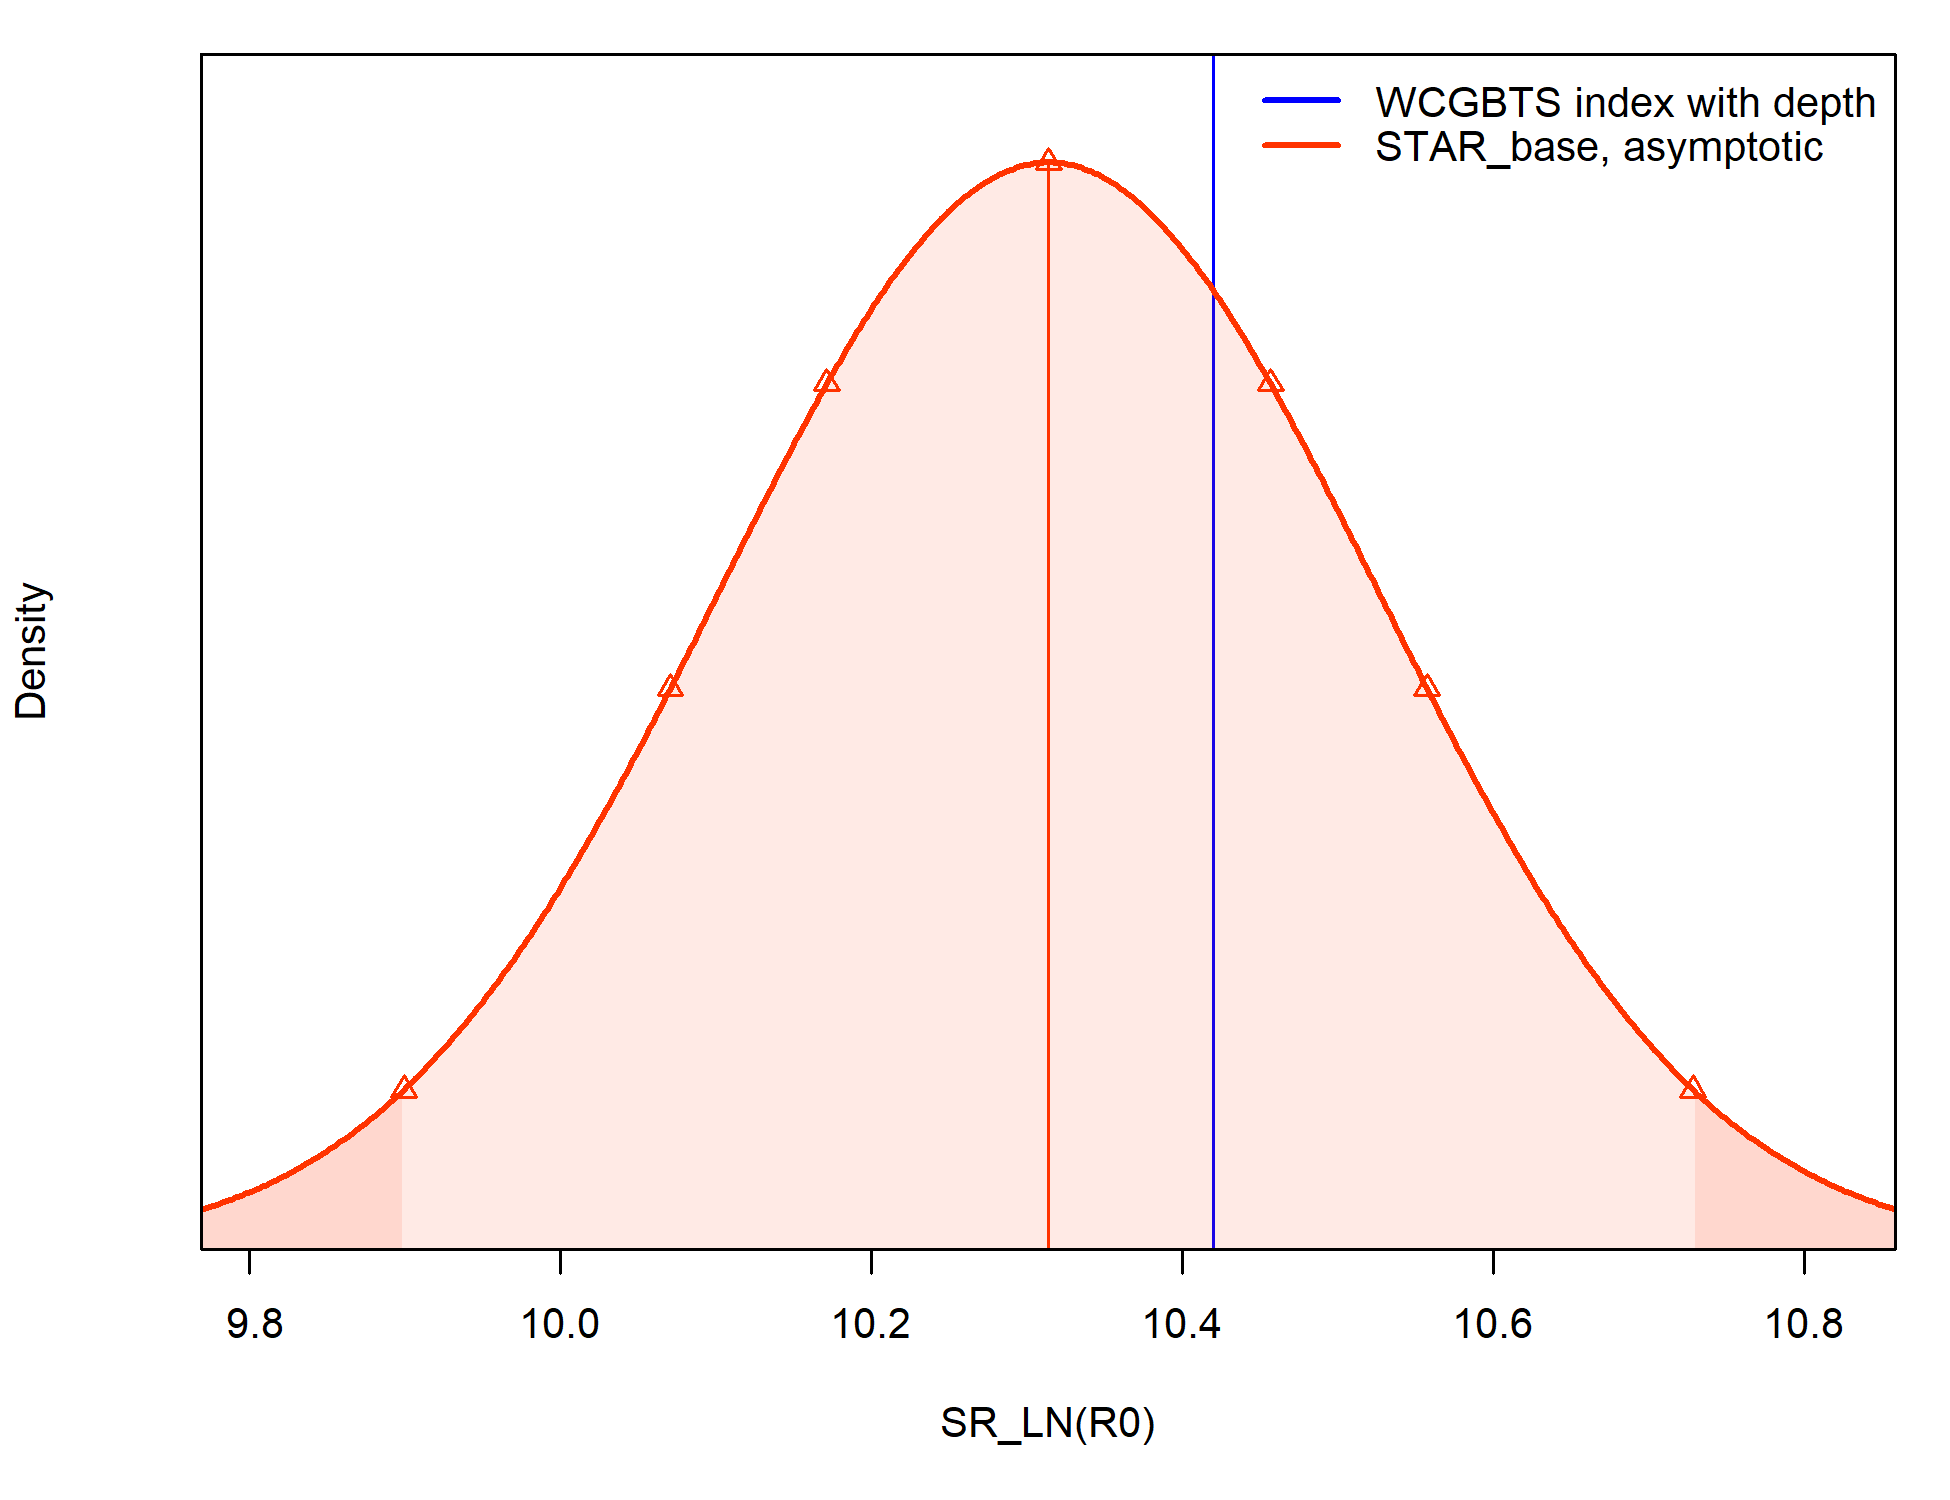 WCGBTS index with depth
STAR_base, asymptotic
Density
9.8 10.0 10.2 10.4 10.6 10.8
SR_LN(R0)